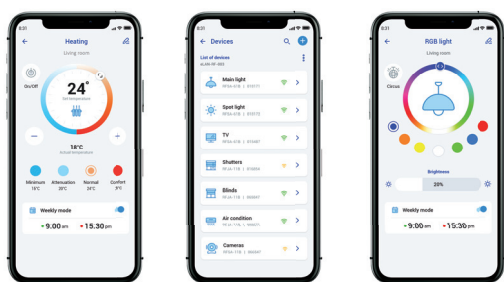 8:31
Heating
Living room
On/Off
24°
Set temperature
18°C
Actual temperature
Minimum
Attenuation
Normal
Comfort
Weekly mode
9:00 am
15:30 pm
8:31
Devices
List of devices
Main light
Spot light
TV
Shutters
Blinds
Air condition
Cameras
8:31
RGB light
Living room
Circus
Brightness
20%
Weekly mode
9:00 am
15:30 pm